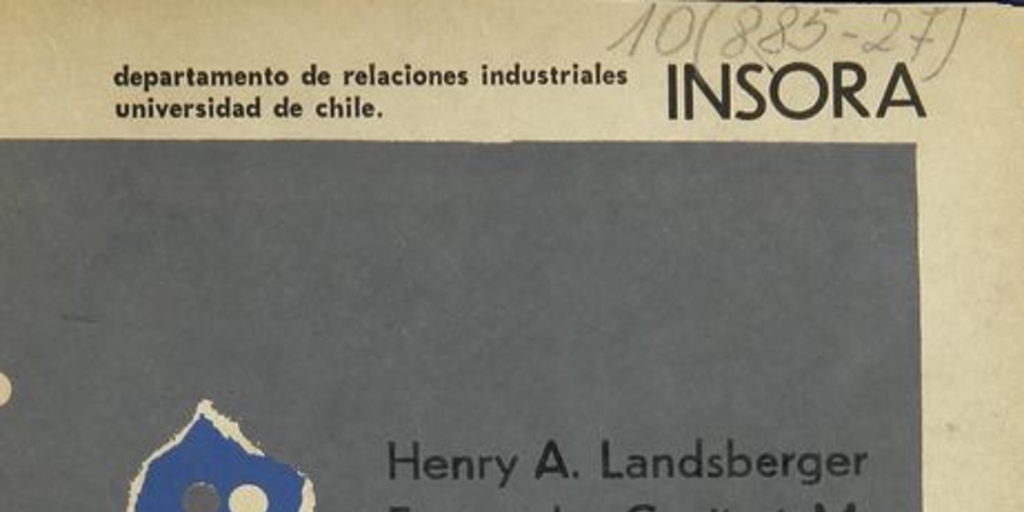 10(885-27)
departamento de relaciones industriales
universidad de chile.
INSORA
Henry A. Landsberger